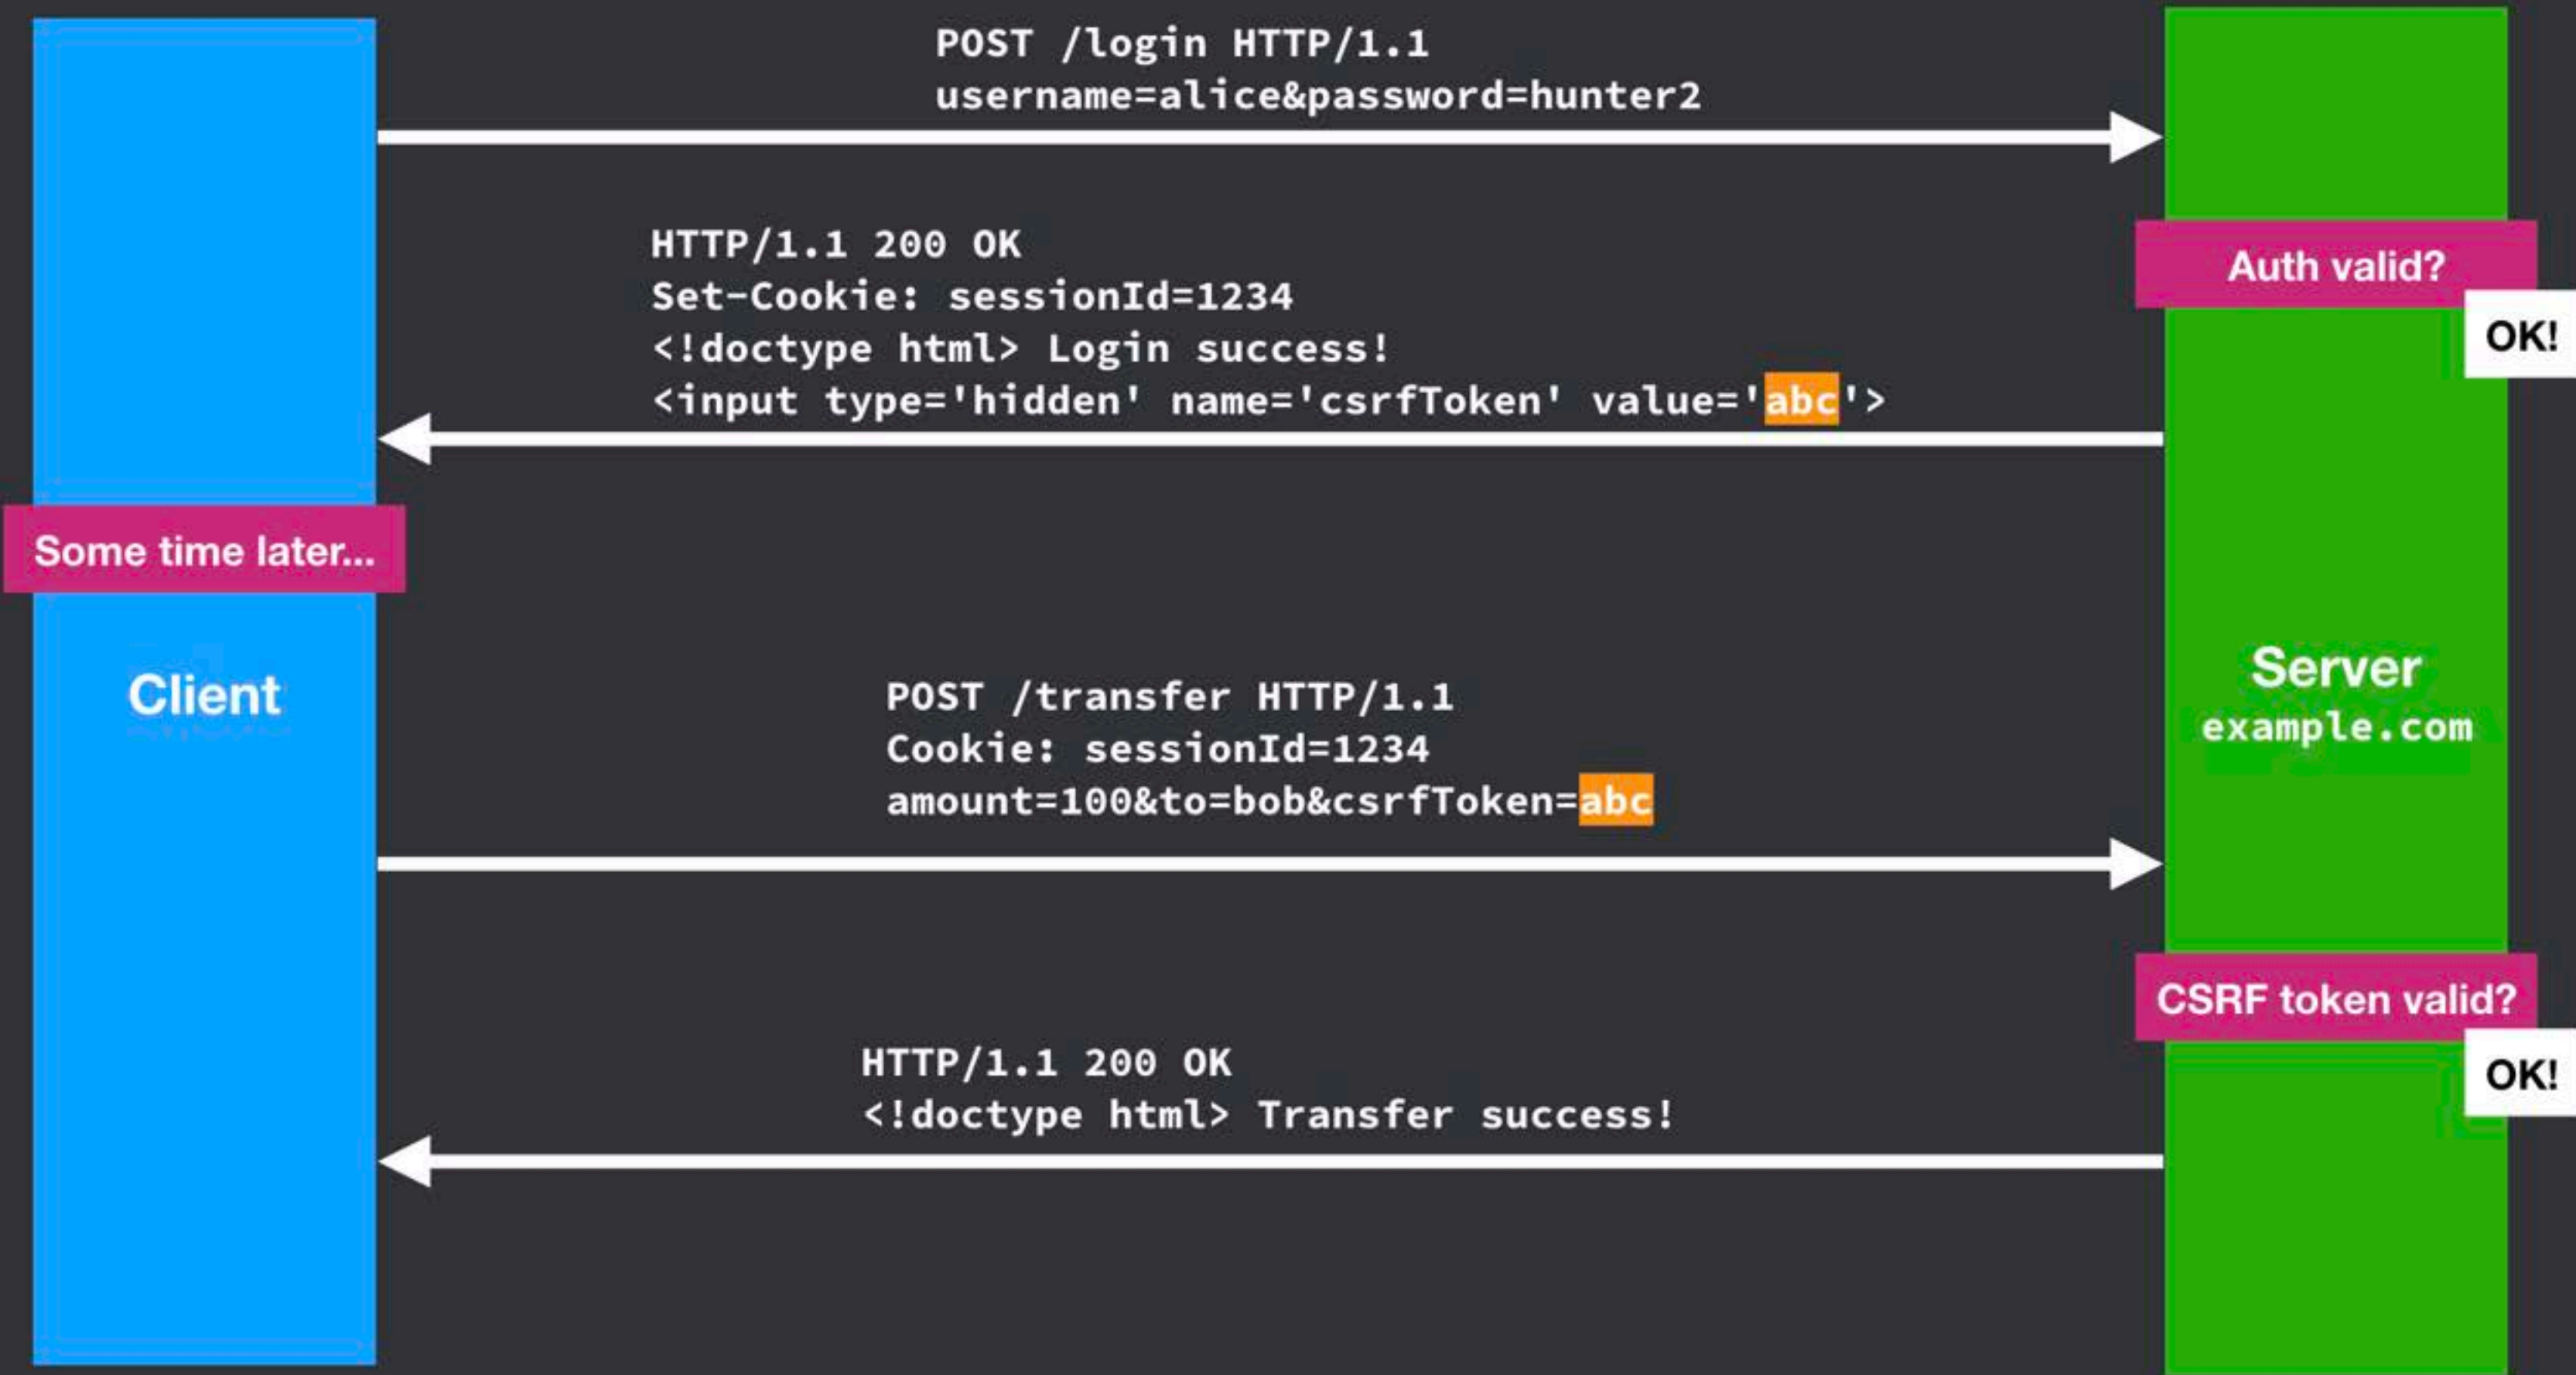 POST /login HTTP/1.1
username=alice&password=hunter2
Auth valid?
OK!
HTTP/1.1 200 OK
Set-Cookie: sessionId=1234
<!doctype html> Login success!
<input type='hidden' name='csrfToken' value='abc'>
Some time later...
Client
Server
example.com
POST /transfer HTTP/1.1
Cookie: sessionId=1234
amount=100&to=bob&csrfToken=abc
CSRF token valid?
OK!
HTTP/1.1 200 OK
<!doctype html> Transfer success!